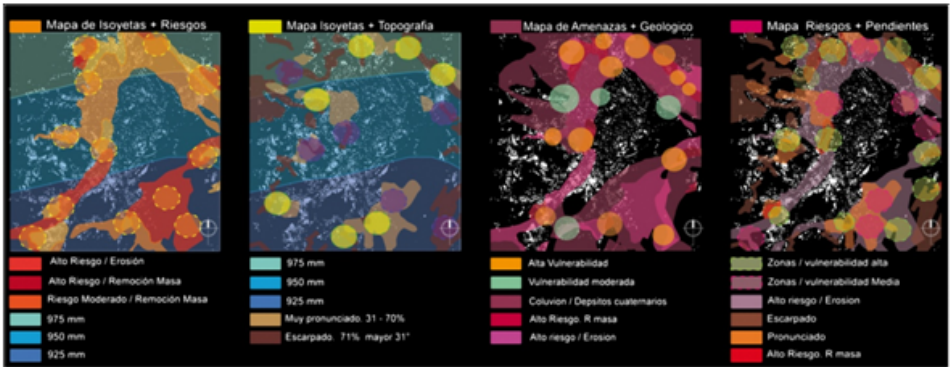 Mapa de Isoyetas + Riesgos
Alto Riesgo / Erosión
Alto Riesgo / Remoción Masa
Riesgo Moderado / Remoción Masa
975 mm
950 mm
925 mm
Mapa Isoyetas + Topografia
975 mm
950 mm
925 mm
Muy pronunciado. 31 - 70%
Escarpado. 71% mayor 31°
Mapa de Amenazas + Geologico
Alta Vulnerabilidad
Vulnerabilidad moderada
Coluvion / Depsitos cuaternarios
Alto Riesgo. R masa
Alto riesgo / Erosion
Mapa Riesgos + Pendientes
Zonas / vulnerabilidad alta
Zonas / vulnerabilidad Media
Alto riesgo / Erosion
Escarpado
Pronunciado
Alto Riesgo. R masa